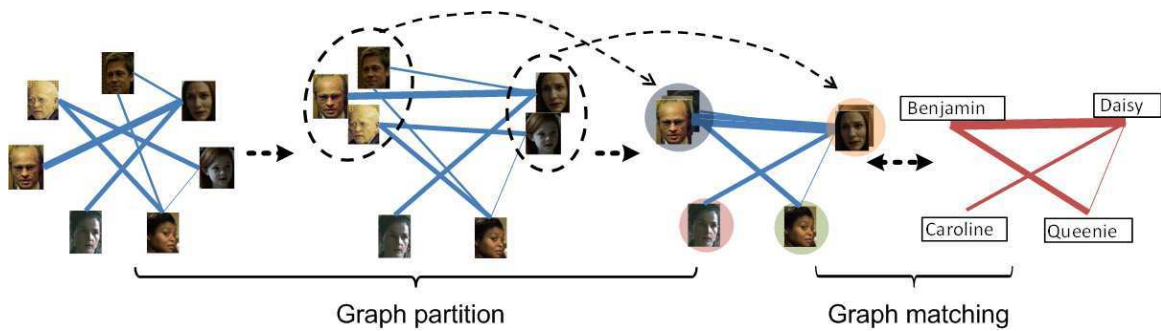 Benjamin
Daisy
Caroline
Queenie
Graph partition
Graph matching